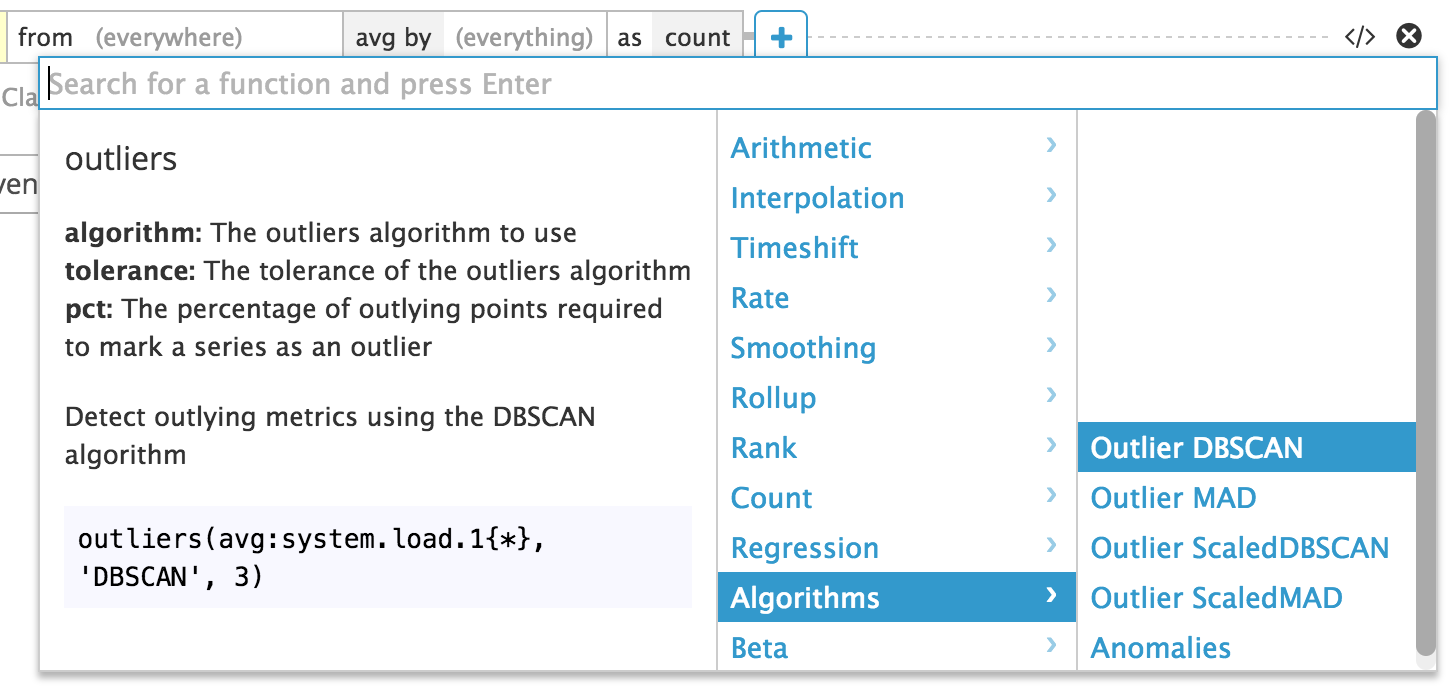 from (everywhere) avg by (everything) as count + </>
Search for a function and press Enter
Cla
ven
outliers
algorithm: The outliers algorithm to use
tolerance: The tolerance of the outliers algorithm
pct: The percentage of outlying points required
to mark a series as an outlier
Detect outlying metrics using the DBSCAN
algorithm
outliers(avg:system.load.1{*},
'DBSCAN', 3)
Arithmetic
Interpolation
Timeshift
Rate
Smoothing
Rollup
Rank
Count
Regression
Algorithms
Beta
Outlier DBSCAN
Outlier MAD
Outlier ScaledDBSCAN
Outlier ScaledMAD
Anomalies